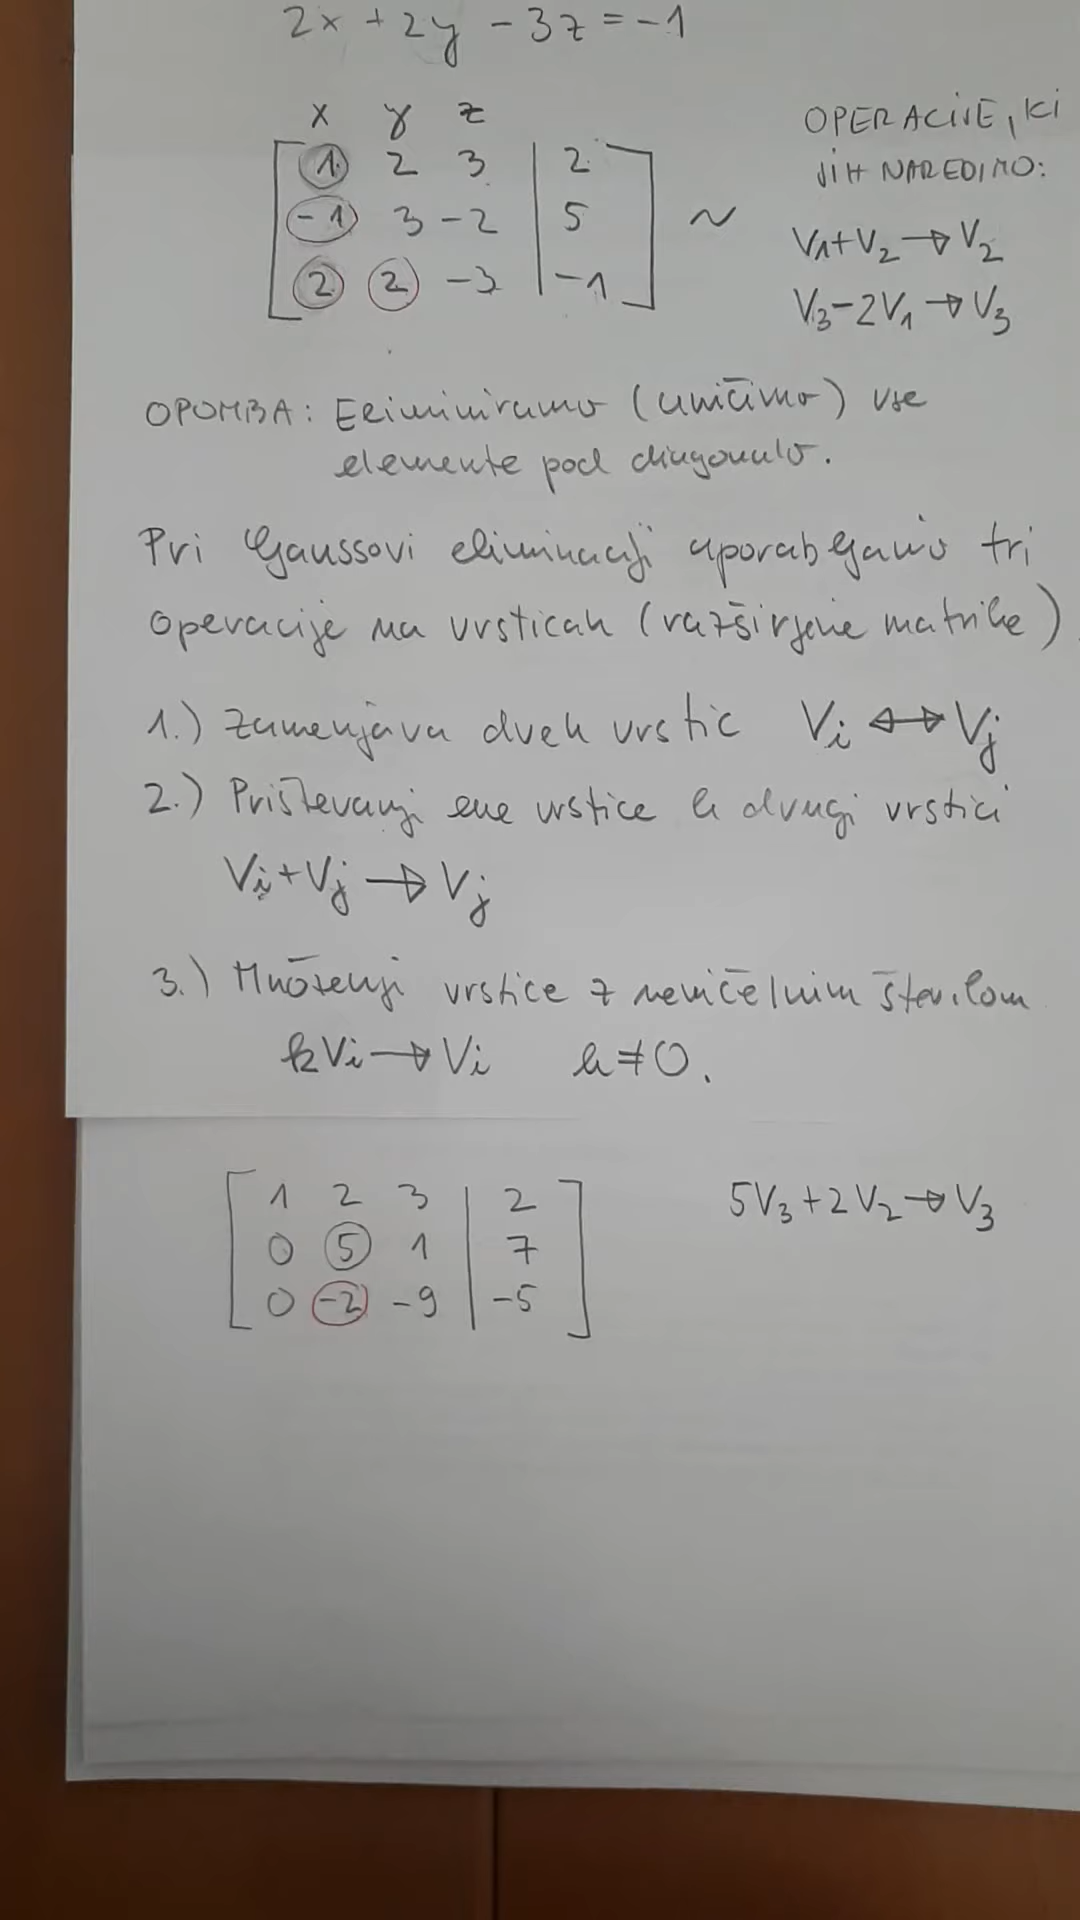 2x + 2y - 3z = -1
x y z
1 2 3 | 2
-1 3 -2 | 5
2 2 -3 | -1
~
OPERACIJE, KI
JIH NAREDIMO:
V₁+V₂→V₂
V₃-2V₁→V₃
OPOMBA: Eliminiramo (uničimo) vse
elemente pod diagonalo.
Pri Gaussovi eliminaciji uporabljamo tri
operacije na vrsticah (razširjene matrike)
1.) Zamenjava dveh vrstic Vᵢ ↔ Vⱼ
2.) Prištevanje ene vrstice k drugi vrstici
Vᵢ+Vⱼ → Vⱼ
3.) Množenje vrstice z neničelnim številom
kVᵢ → Vᵢ k≠0.
1 2 3 | 2
0 5 1 | 7
0 -2 -9 | -5
5V₃+2V₂→V₃